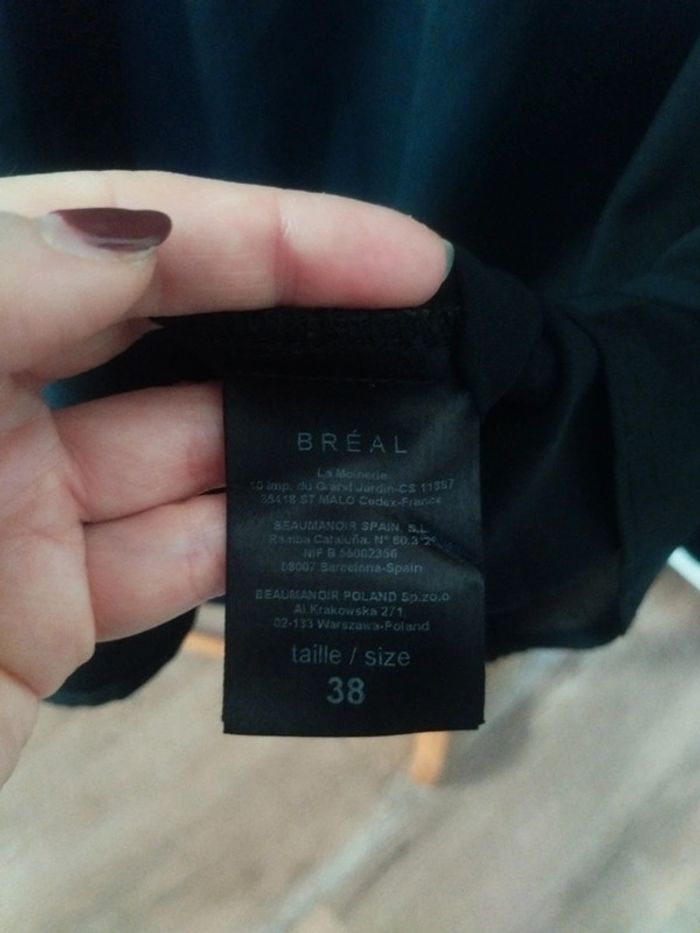 BRÉAL
La Moinerie
10 imp. du Grand Jardin-CS 11387
35418 ST MALO Cedex-France
BEAUMANOIR SPAIN, S.L
Ramba Cataluña, N° 50.3°2ª
NIF B 55002356
08007 Barcelona-Spain
BEAUMANOIR POLAND Sp.zo.o
Al.Krakowska 271
02-133 Warszawa-Poland
taille / size
38